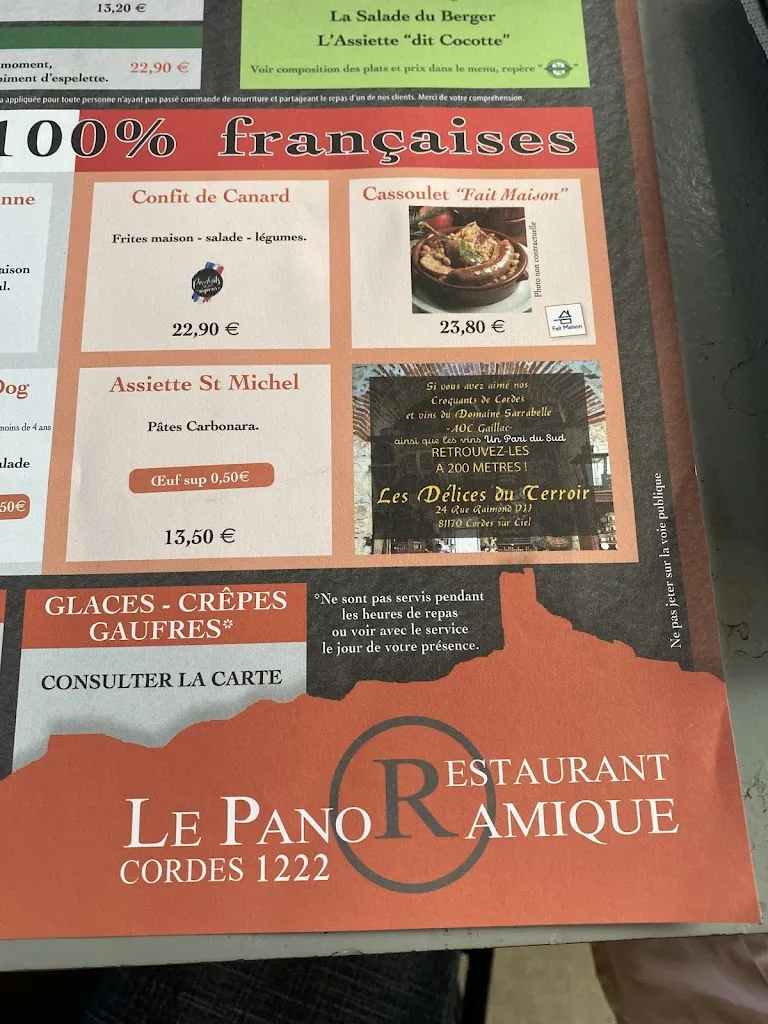 13,20 €
La Salade du Berger
L'Assiette "dit Cocotte"
moment,
piment d'espelette.
22,90 €
Voir composition des plats et prix dans le menu, repère " "
a appliquée pour toute personne n'ayant pas passé commande de nourriture et partageant le repas d'un de nos clients. Merci de votre compréhension.
100% françaises
nne
aison
al.
Confit de Canard
Frites maison - salade - légumes.
22,90 €
Cassoulet "Fait Maison"
Photo non contractuelle
23,80 €
Fait Maison
Dog
moins de 4 ans
alade
50€
Assiette St Michel
Pâtes Carbonara.
Œuf sup 0,50€
13,50 €
Si vous avez aimé nos
Croquants de Cordes
et vins du Domaine Sarrabelle
-AOC Gaillac-
ainsi que les vins Un Pari du Sud
RETROUVEZ-LES
A 200 METRES !
Les Délices du Terroir
24 Rue Raimond VII
81170 Cordes sur Ciel
Ne pas jeter sur la voie publique
GLACES - CRÊPES
GAUFRES*
CONSULTER LA CARTE
*Ne sont pas servis pendant
les heures de repas
ou voir avec le service
le jour de votre présence.
RESTAURANT
LE PANORAMIQUE
CORDES 1222